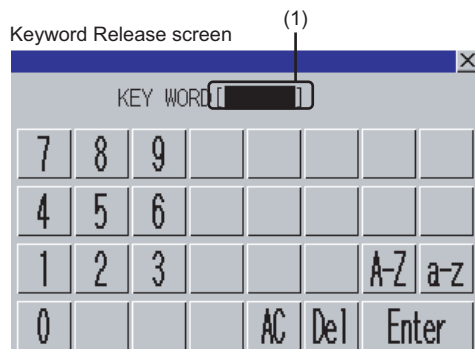 (1)
Keyword Release screen
KEY WORD [ ]
7 8 9
4 5 6
1 2 3 A-Z a-z
0 AC Del Enter